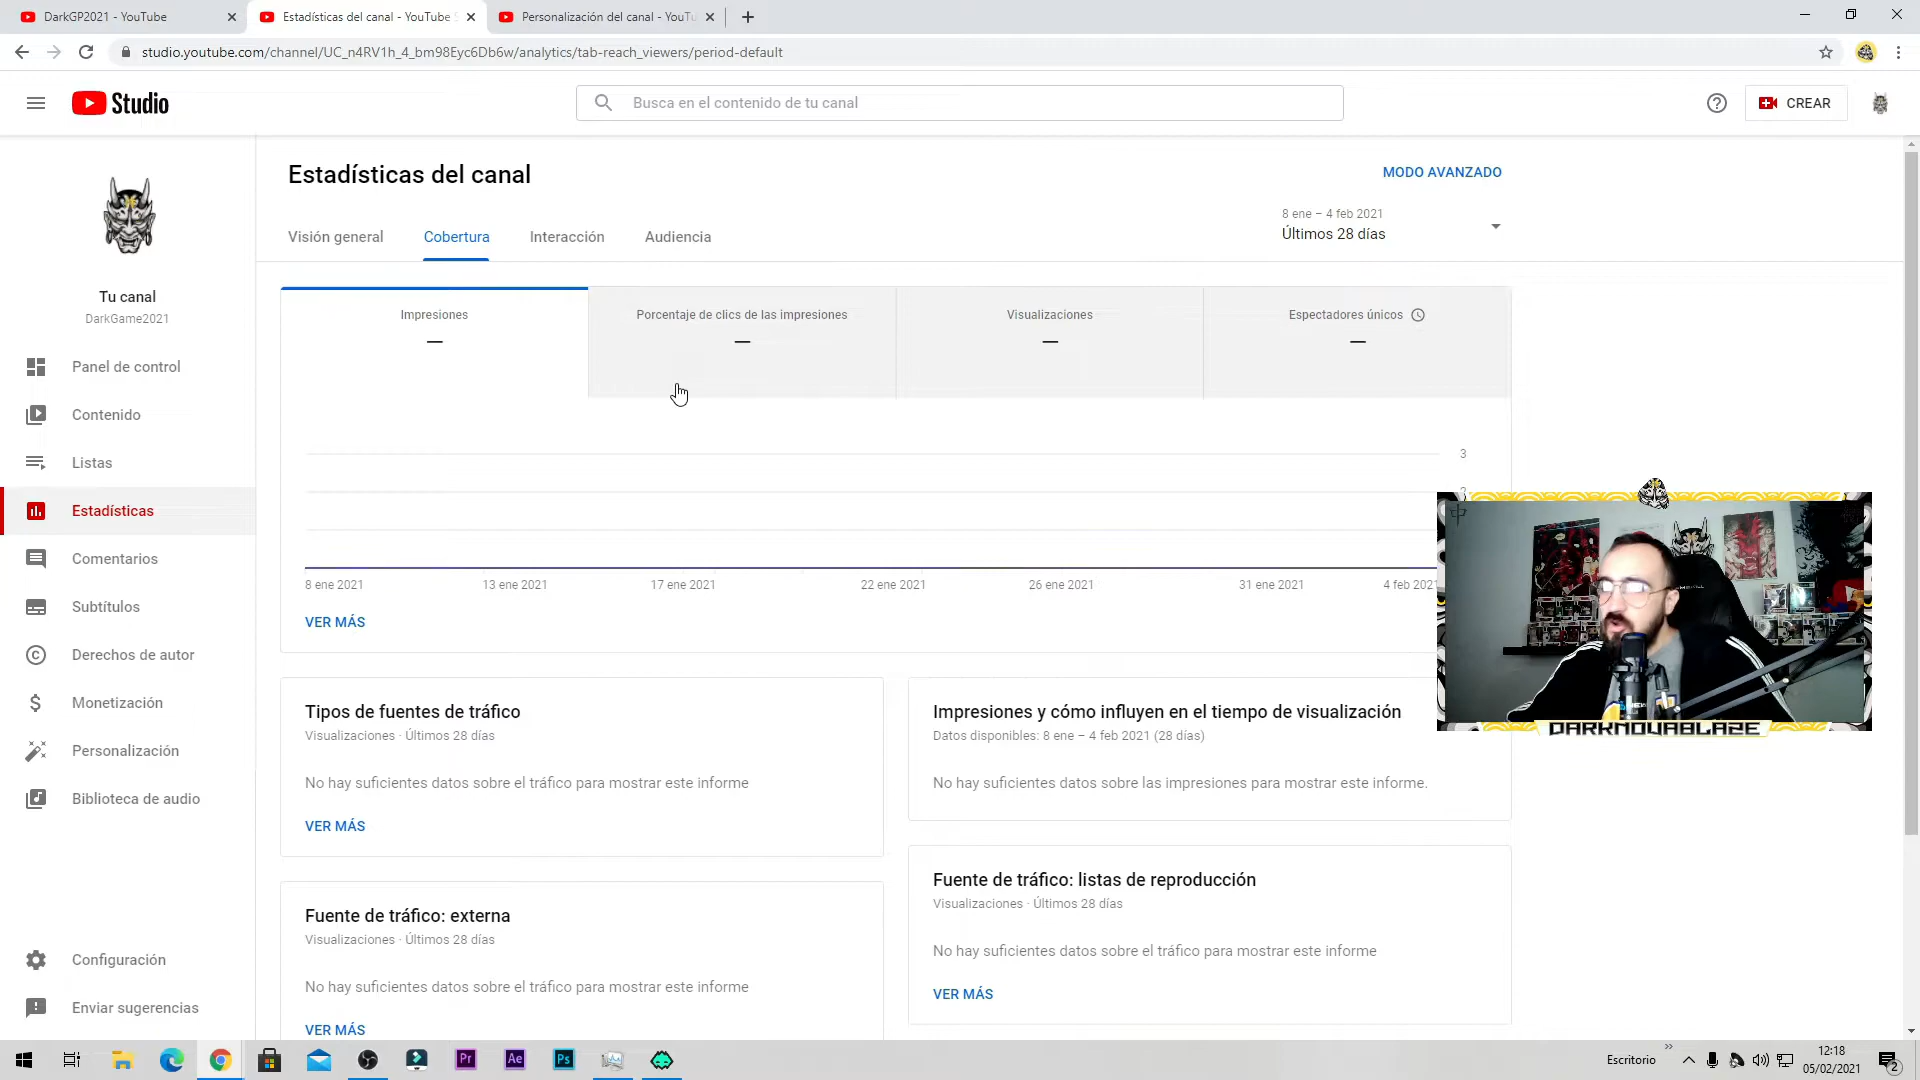 DarkGP2021 - YouTube
Estadísticas del canal - YouTube S
Personalización del canal - YouTu
studio.youtube.com/channel/UC_n4RV1h_4_bm98Eyc6Db6w/analytics/tab-reach_viewers/period-default
Studio
Busca en el contenido de tu canal
CREAR
Estadísticas del canal
MODO AVANZADO
8 ene – 4 feb 2021
Últimos 28 días
Visión general
Cobertura
Interacción
Audiencia
Tu canal
DarkGame2021
Panel de control
Contenido
Listas
Estadísticas
Comentarios
Subtítulos
Derechos de autor
Monetización
Personalización
Biblioteca de audio
Configuración
Enviar sugerencias
Impresiones
—
Porcentaje de clics de las impresiones
—
Visualizaciones
—
Espectadores únicos
—
3
2
8 ene 2021
13 ene 2021
17 ene 2021
22 ene 2021
26 ene 2021
31 ene 2021
4 feb 2021
VER MÁS
Tipos de fuentes de tráfico
Visualizaciones · Últimos 28 días
No hay suficientes datos sobre el tráfico para mostrar este informe
VER MÁS
Impresiones y cómo influyen en el tiempo de visualización
Datos disponibles: 8 ene – 4 feb 2021 (28 días)
No hay suficientes datos sobre las impresiones para mostrar este informe.
Fuente de tráfico: externa
Visualizaciones · Últimos 28 días
No hay suficientes datos sobre el tráfico para mostrar este informe
VER MÁS
Fuente de tráfico: listas de reproducción
Visualizaciones · Últimos 28 días
No hay suficientes datos sobre el tráfico para mostrar este informe
VER MÁS
中
DARKNOVABLAZE
Pr
Ae
Ps
Escritorio
12:18
05/02/2021
2